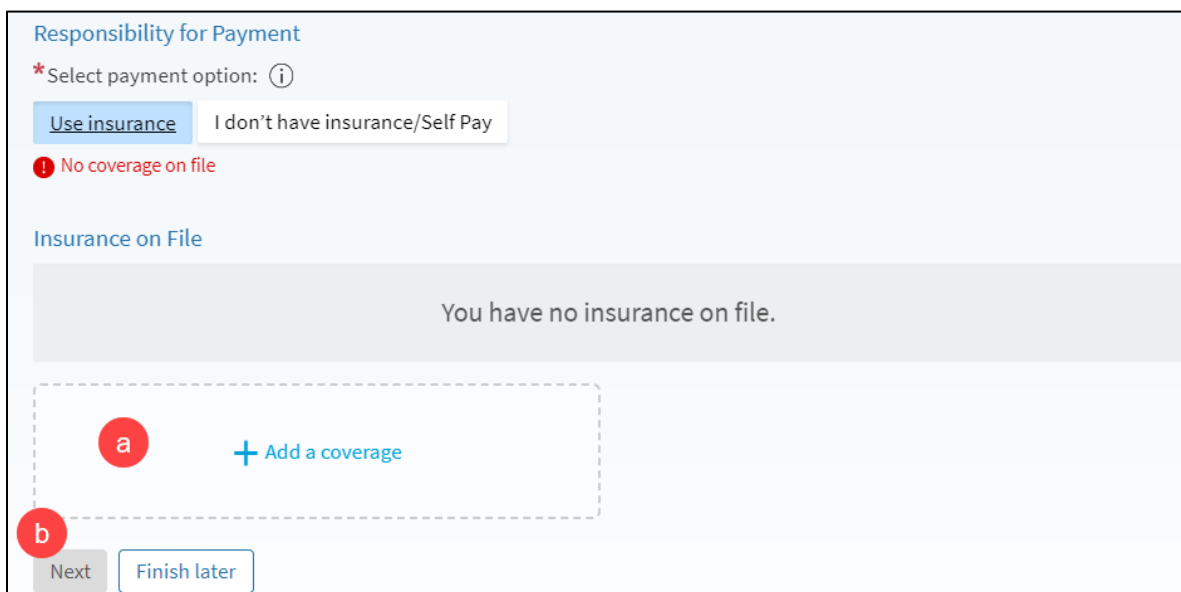 Responsibility for Payment
*Select payment option: i
Use insurance I don't have insurance/Self Pay
! No coverage on file
Insurance on File
You have no insurance on file.
a + Add a coverage
b
Next Finish later